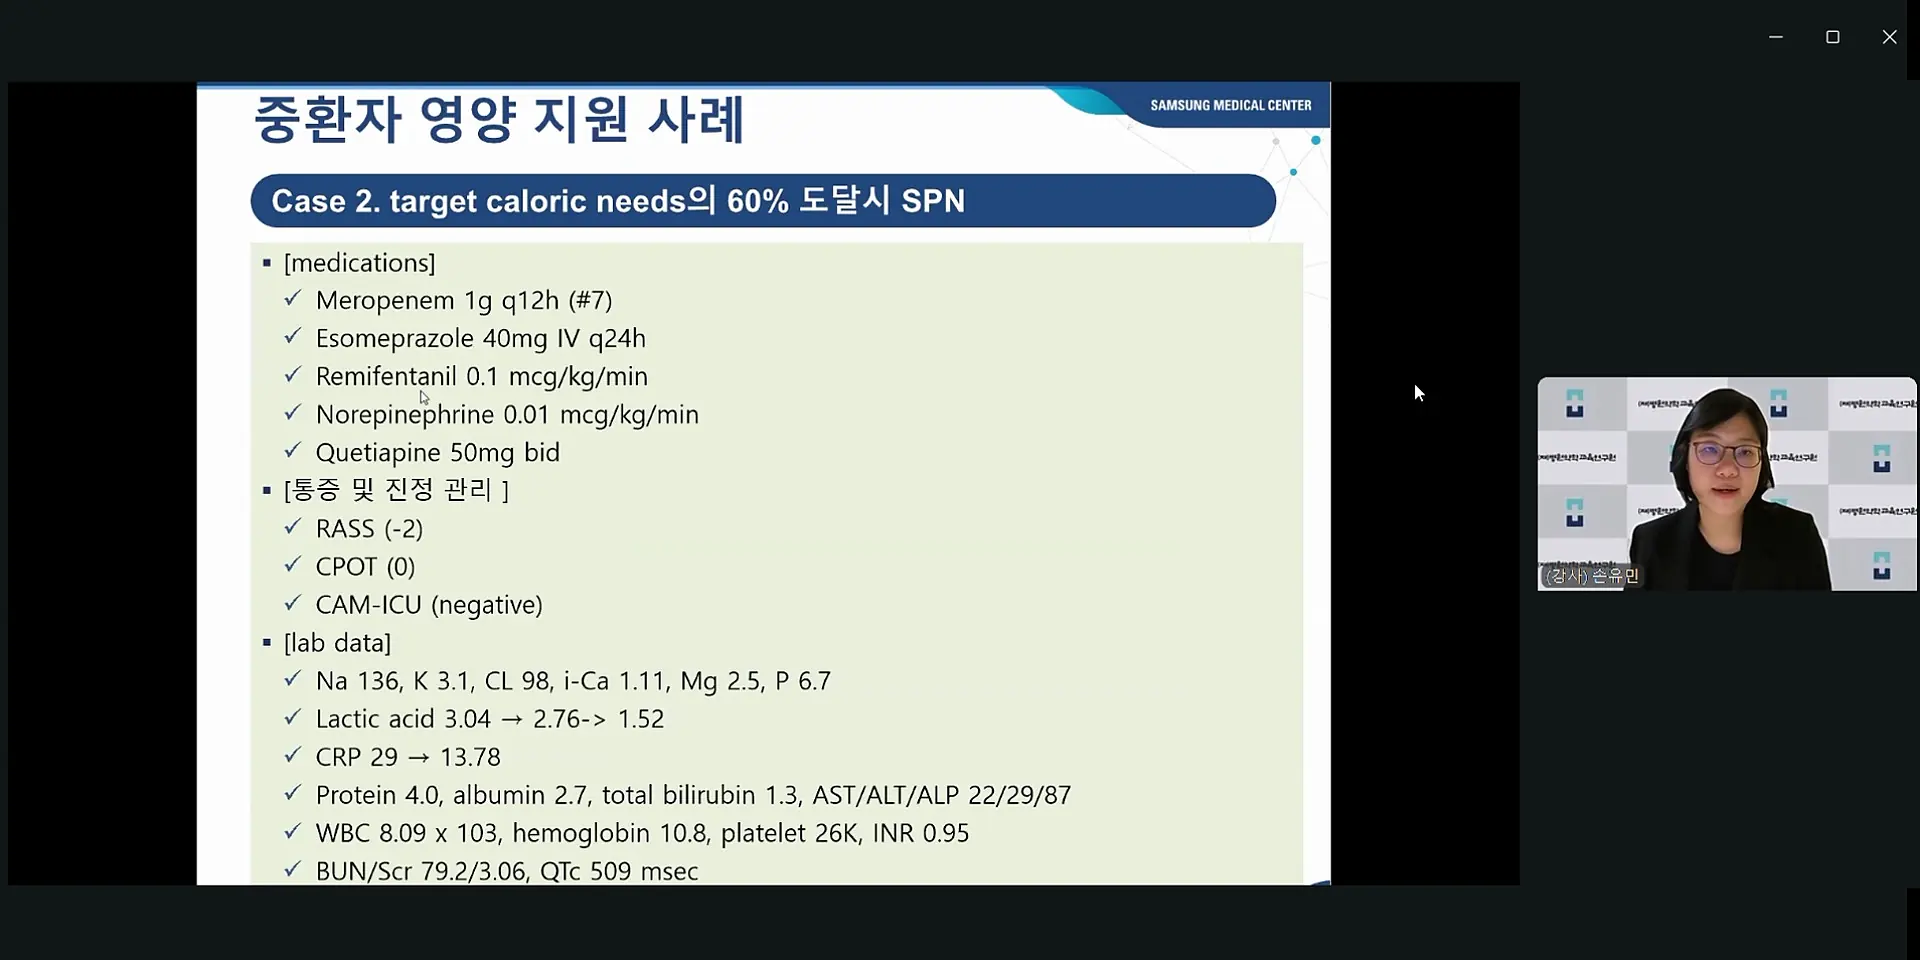 중환자 영양 지원 사례
SAMSUNG MEDICAL CENTER
Case 2. target caloric needs의 60% 도달시 SPN
▪ [medications]
✓ Meropenem 1g q12h (#7)
✓ Esomeprazole 40mg IV q24h
✓ Remifentanil 0.1 mcg/kg/min
✓ Norepinephrine 0.01 mcg/kg/min
✓ Quetiapine 50mg bid
▪ [통증 및 진정 관리 ]
✓ RASS (-2)
✓ CPOT (0)
✓ CAM-ICU (negative)
▪ [lab data]
✓ Na 136, K 3.1, CL 98, i-Ca 1.11, Mg 2.5, P 6.7
✓ Lactic acid 3.04 → 2.76-> 1.52
✓ CRP 29 → 13.78
✓ Protein 4.0, albumin 2.7, total bilirubin 1.3, AST/ALT/ALP 22/29/87
✓ WBC 8.09 x 103, hemoglobin 10.8, platelet 26K, INR 0.95
✓ BUN/Scr 79.2/3.06, QTc 509 msec
(강사) 손유민